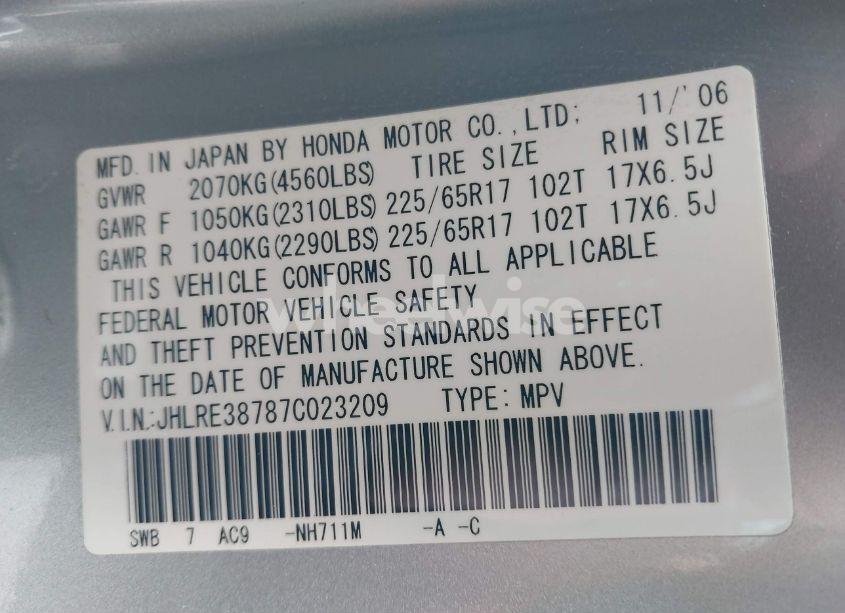 MFD. IN JAPAN BY HONDA MOTOR CO., LTD; 11/'06
GVWR 2070KG(4560LBS) TIRE SIZE RIM SIZE
GAWR F 1050KG(2310LBS) 225/65R17 102T 17X6.5J
GAWR R 1040KG(2290LBS) 225/65R17 102T 17X6.5J
THIS VEHICLE CONFORMS TO ALL APPLICABLE
FEDERAL MOTOR VEHICLE SAFETY
AND THEFT PREVENTION STANDARDS IN EFFECT
ON THE DATE OF MANUFACTURE SHOWN ABOVE.
V.I.N.:JHLRE38787C023209 TYPE: MPV
SWB 7 AC9 -NH711M -A -C
wheelwise